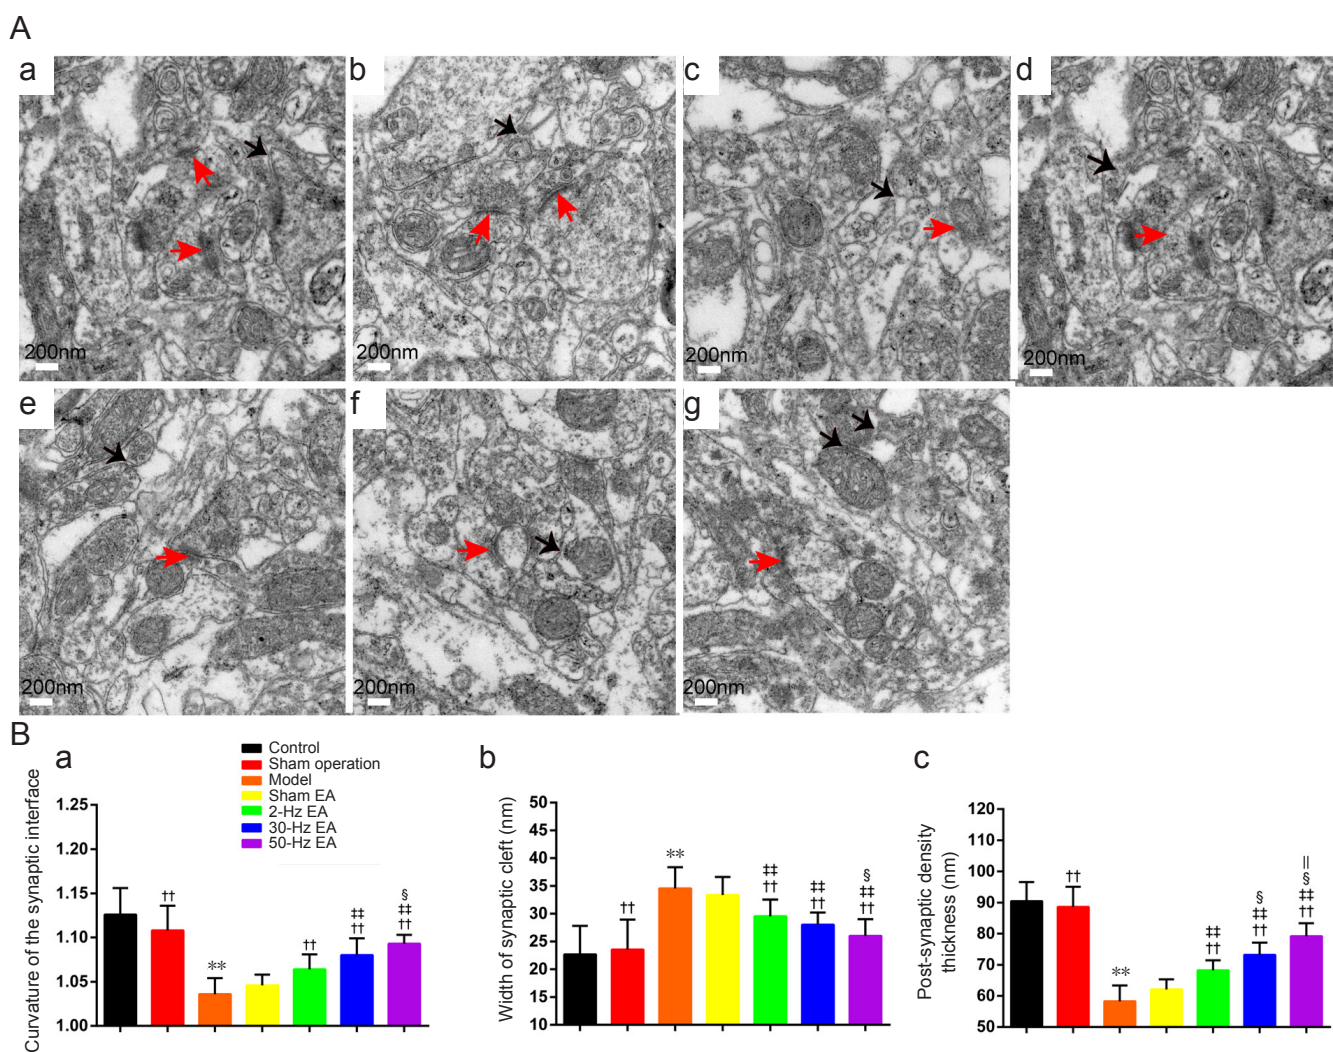 A
a
b
c
d
200nm
200nm
200nm
200nm
e
f
g
200nm
200nm
200nm
B
a
Control
Sham operation
Model
Sham EA
2-Hz EA
30-Hz EA
50-Hz EA
Curvature of the synaptic interface
1.25
1.20
1.15
1.10
1.05
1.00
††
**
††
‡‡
††
§
‡‡
††
b
Width of synaptic cleft (nm)
50
45
40
35
30
25
20
15
10
††
**
‡‡
††
‡‡
††
§
‡‡
††
c
Post-synaptic density
thickness (nm)
120
110
100
90
80
70
60
50
††
**
‡‡
††
§
‡‡
††
||
§
‡‡
††